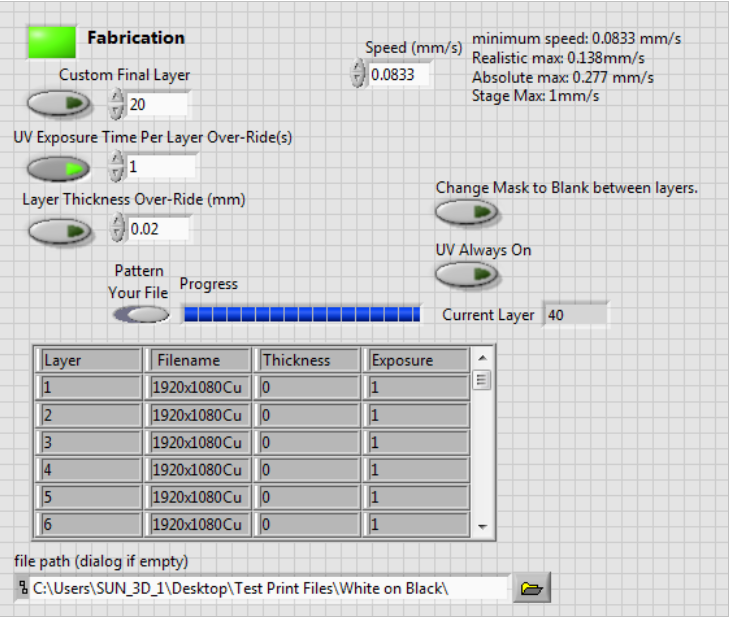 Fabrication
Speed (mm/s)
0.0833
minimum speed: 0.0833 mm/s
Realistic max: 0.138mm/s
Absolute max: 0.277 mm/s
Stage Max: 1mm/s
Custom Final Layer
20
UV Exposure Time Per Layer Over-Ride(s)
1
Layer Thickness Over-Ride (mm)
0.02
Change Mask to Blank between layers.
UV Always On
Pattern
Your File
Progress
Current Layer 40
Layer Filename Thickness Exposure
1 1920x1080Cu 0 1
2 1920x1080Cu 0 1
3 1920x1080Cu 0 1
4 1920x1080Cu 0 1
5 1920x1080Cu 0 1
6 1920x1080Cu 0 1
file path (dialog if empty)
C:\Users\SUN_3D_1\Desktop\Test Print Files\White on Black\